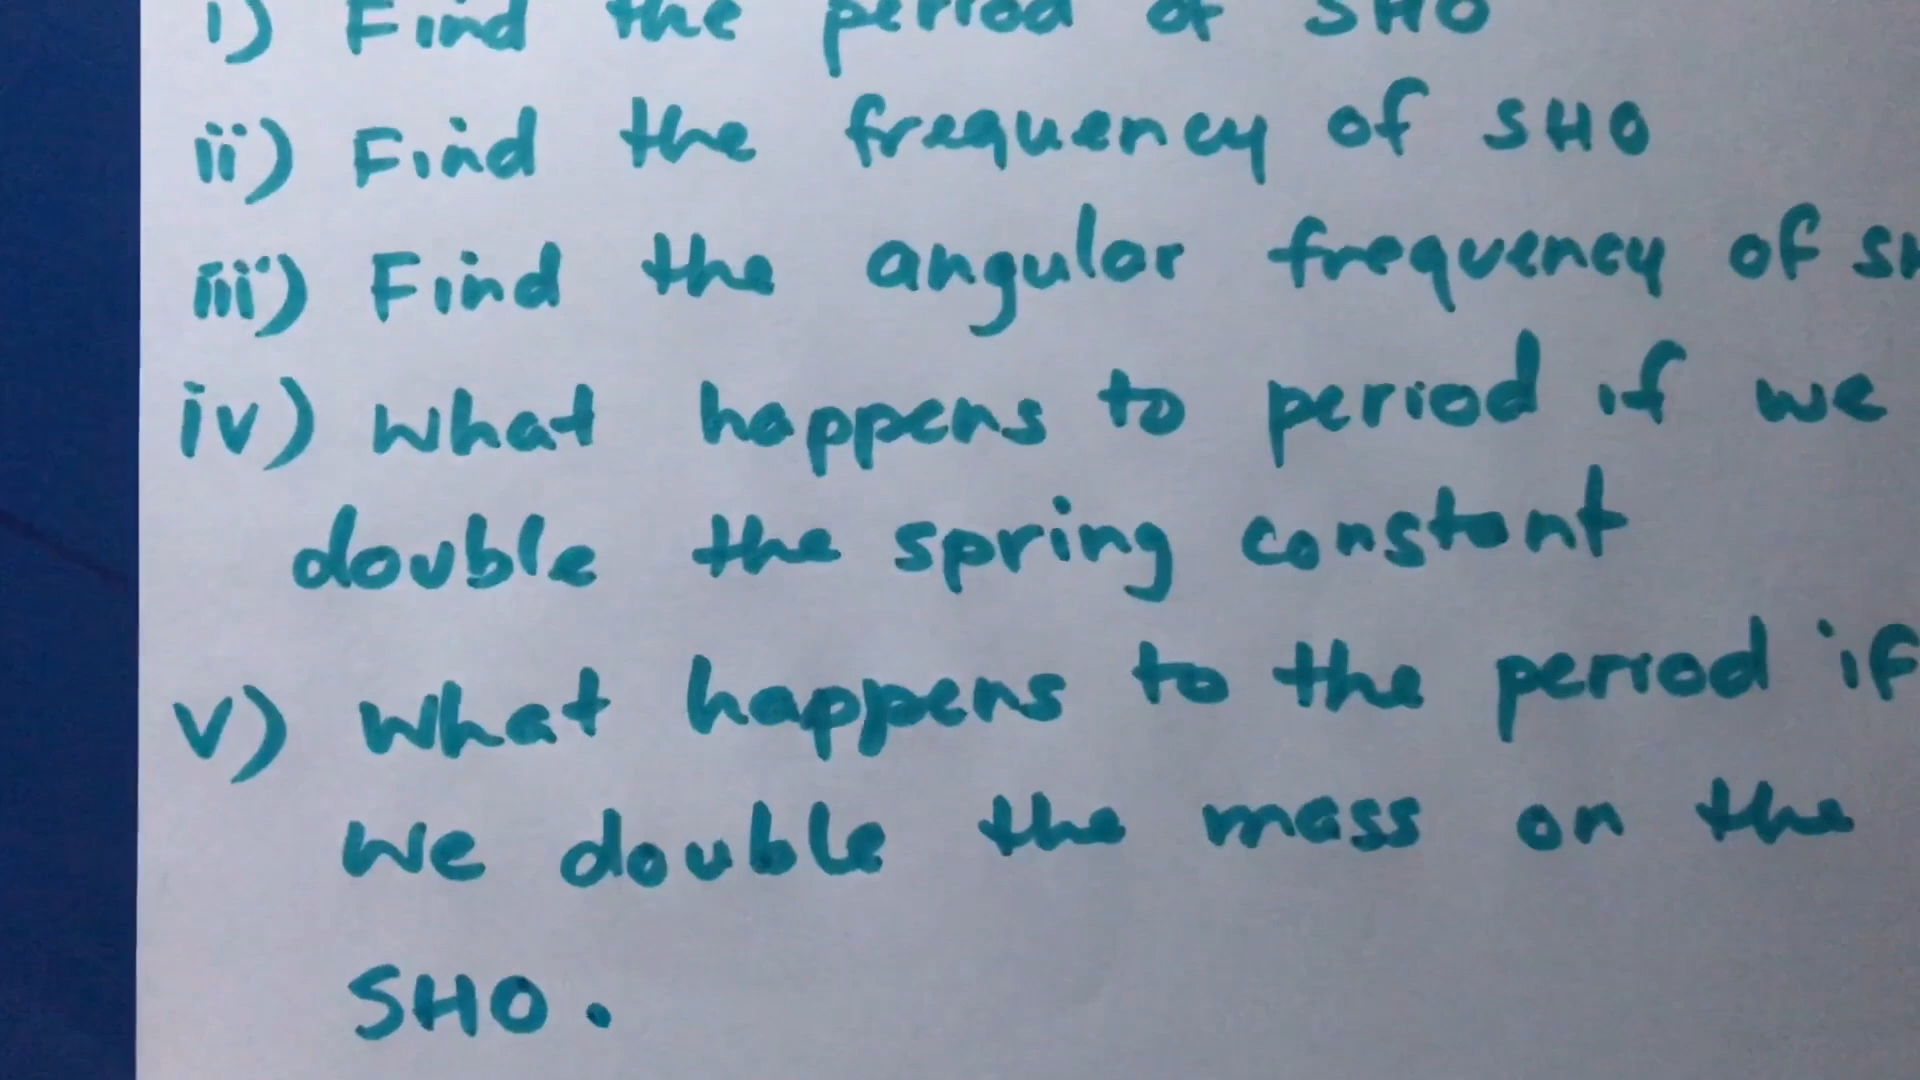 i) Find the period of SHO
ii) Find the frequency of SHO
iii) Find the angular frequency of SH
iv) What happens to period if we
double the spring constant
v) What happens to the period if
we double the mass on the
SHO.